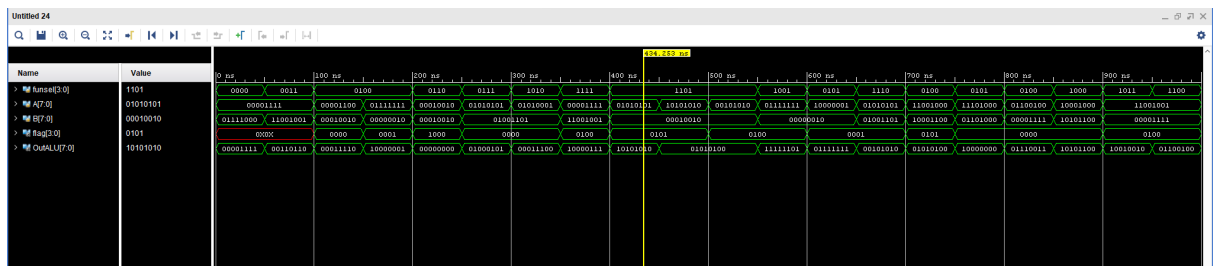 Untitled 24
434.253 ns
Name Value
0 ns 100 ns 200 ns 300 ns 400 ns 500 ns 600 ns 700 ns 800 ns 900 ns
funsel[3:0] 1101 0000 0011 0100 0110 0111 1010 1111 1101 1001 0101 1110 0100 0101 0100 1000 1011 1100
A[7:0] 01010101 00001111 00001100 01111111 00010010 01010101 01010001 00001111 01010101 10101010 00101010 01111111 10000001 01010101 11001000 11101000 01100100 10001000 11001001
B[7:0] 00010010 01111000 11001001 00010010 00000010 00010010 01001101 11001001 00010010 00000010 01001101 10001100 01101000 00001111 10101100 00001111
flag[3:0] 0101 0X0X 0000 0001 1000 0000 0100 0101 0100 0001 0101 0000 0100
OutALU[7:0] 10101010 00001111 00110110 00011110 10000001 00000000 01000101 00011100 10000111 10101010 01010100 11111101 01111111 00101010 01010100 10000000 01110011 10101100 10010010 01100100